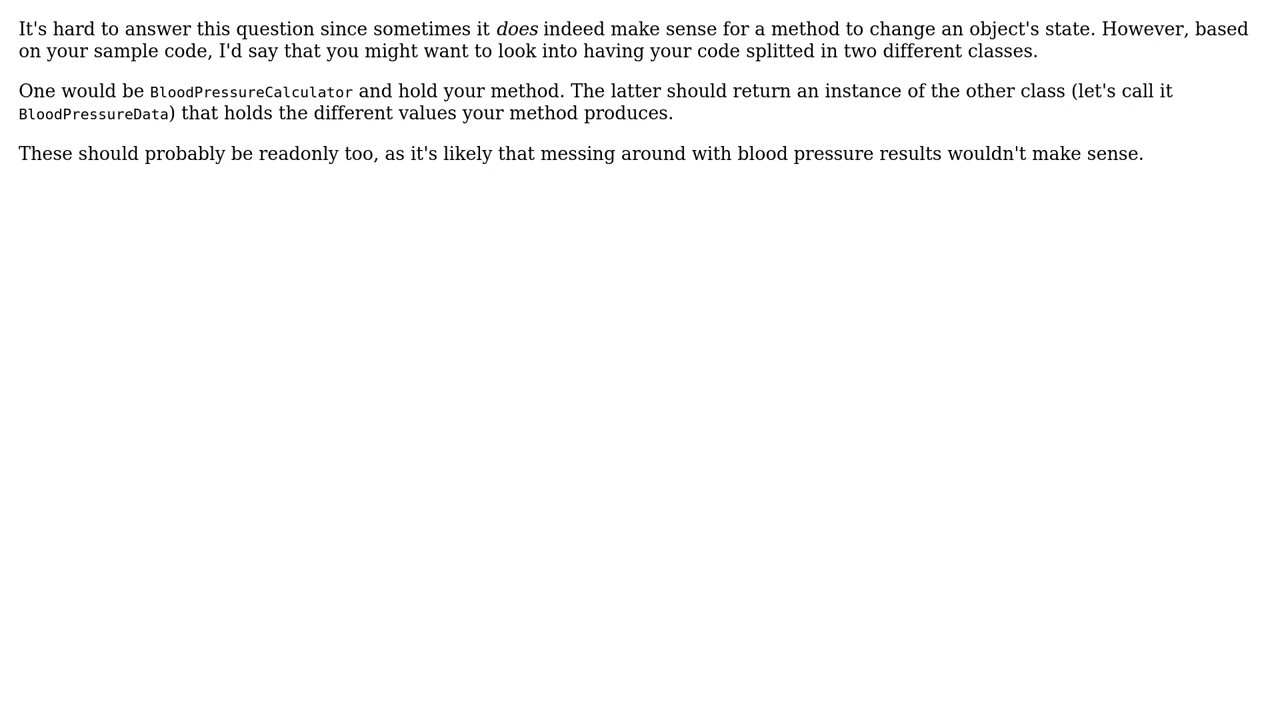 It's hard to answer this question since sometimes it does indeed make sense for a method to change an object's state. However, based
on your sample code, I'd say that you might want to look into having your code splitted in two different classes.
One would be BloodPressureCalculator and hold your method. The latter should return an instance of the other class (let's call it
BloodPressureData) that holds the different values your method produces.
These should probably be readonly too, as it's likely that messing around with blood pressure results wouldn't make sense.